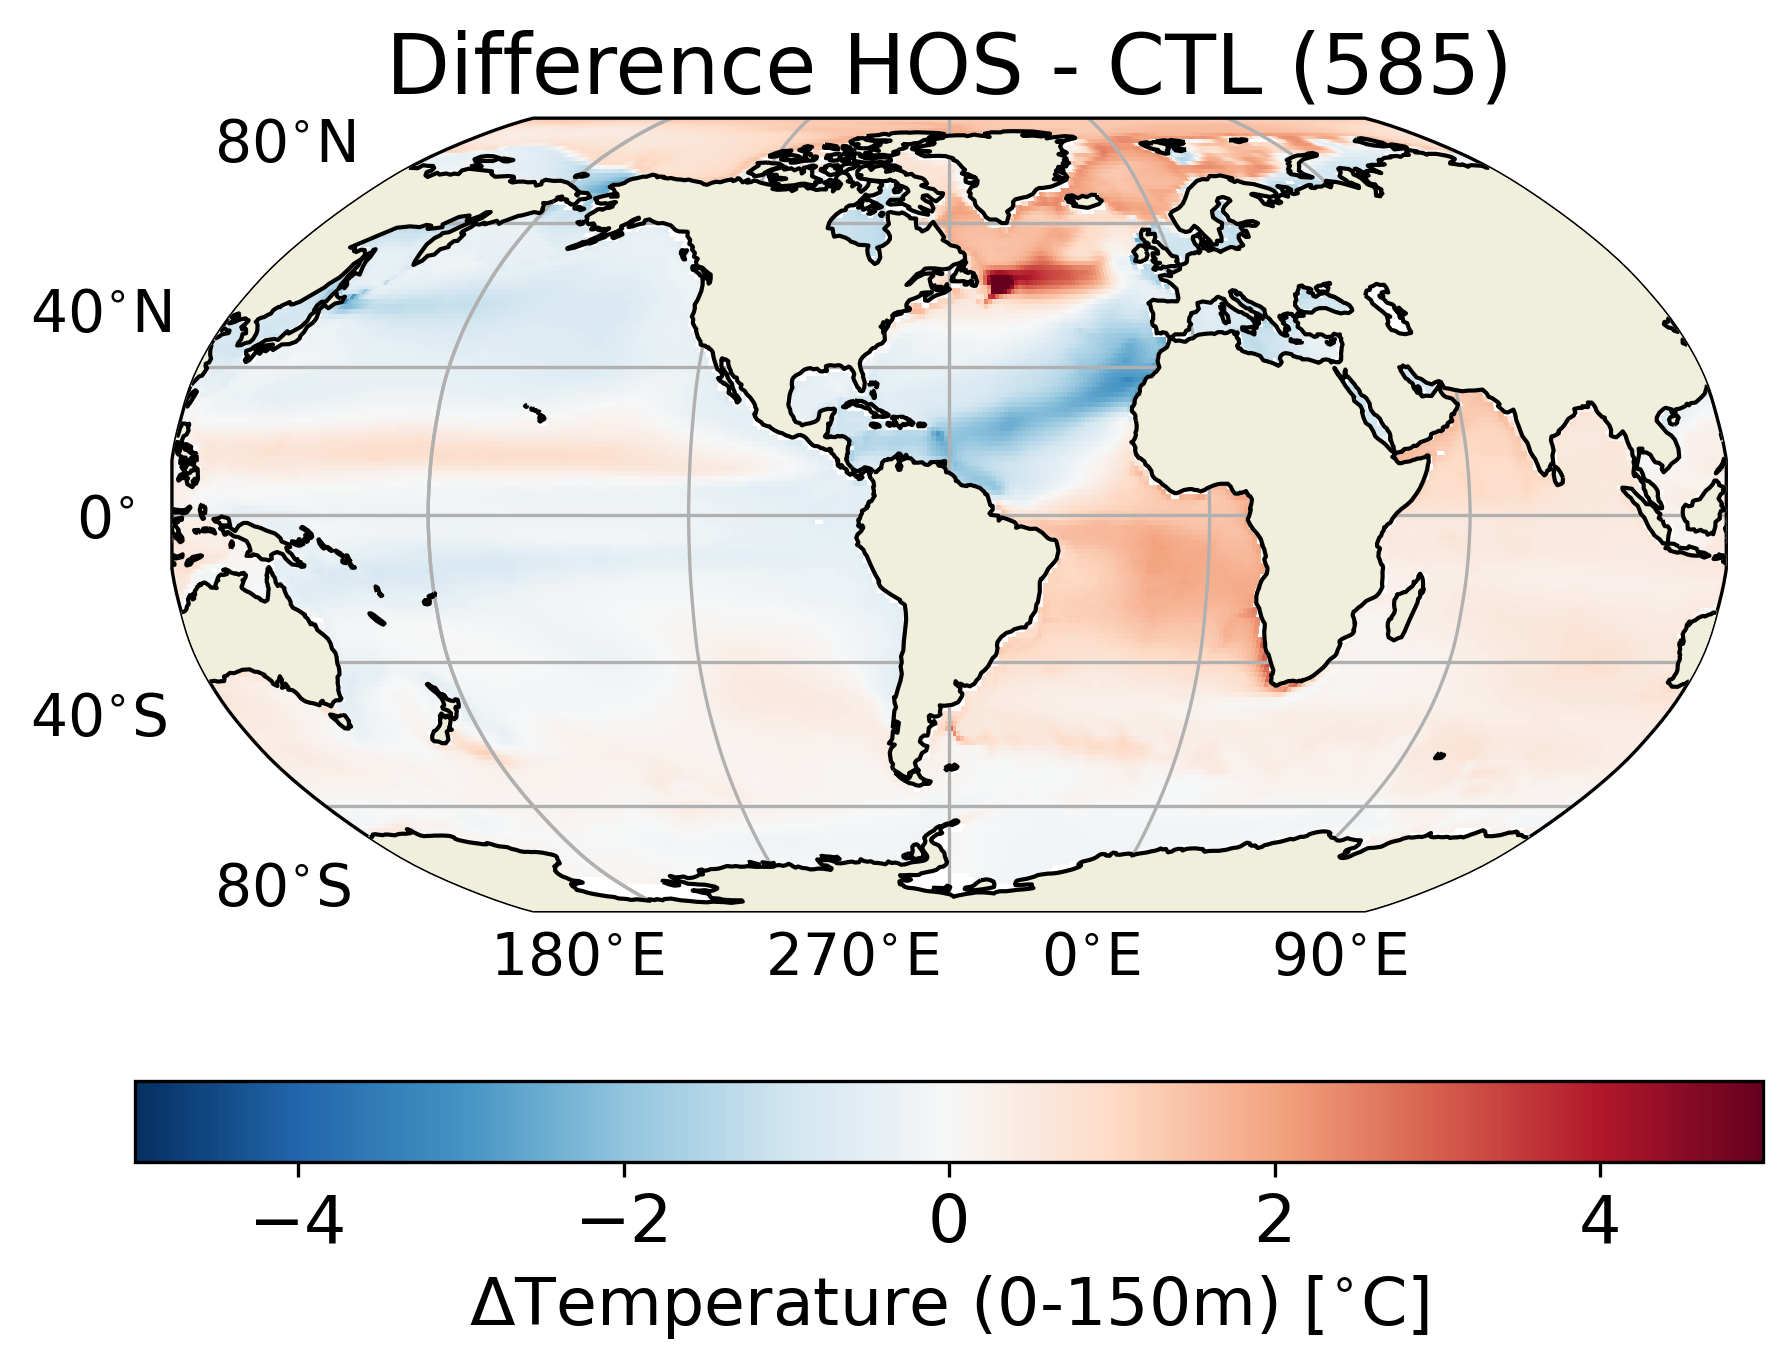 Difference HOS - CTL (585)
80°N
40°N
0°
40°S
80°S
180°E 270°E 0°E 90°E
−4 −2 0 2 4
ΔTemperature (0-150m) [°C]